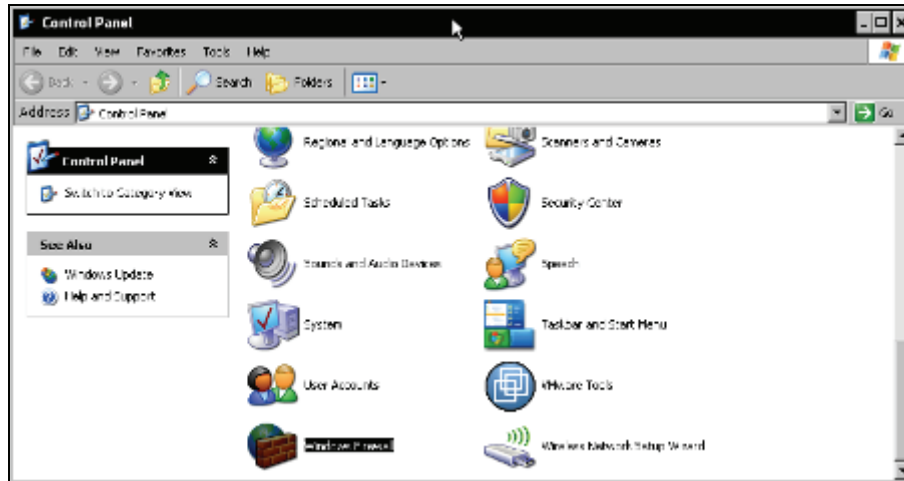 Control Panel
File Edit View Favorites Tools Help
Back Search Folders
Address Control Panel Go
Control Panel
Switch to Category View
See Also
Windows Update
Help and Support
Regional and Language Options
Scanners and Cameras
Scheduled Tasks
Security Center
Sounds and Audio Devices
Speech
System
Taskbar and Start Menu
User Accounts
VMware Tools
Windows Firewall
Wireless Network Setup Wizard